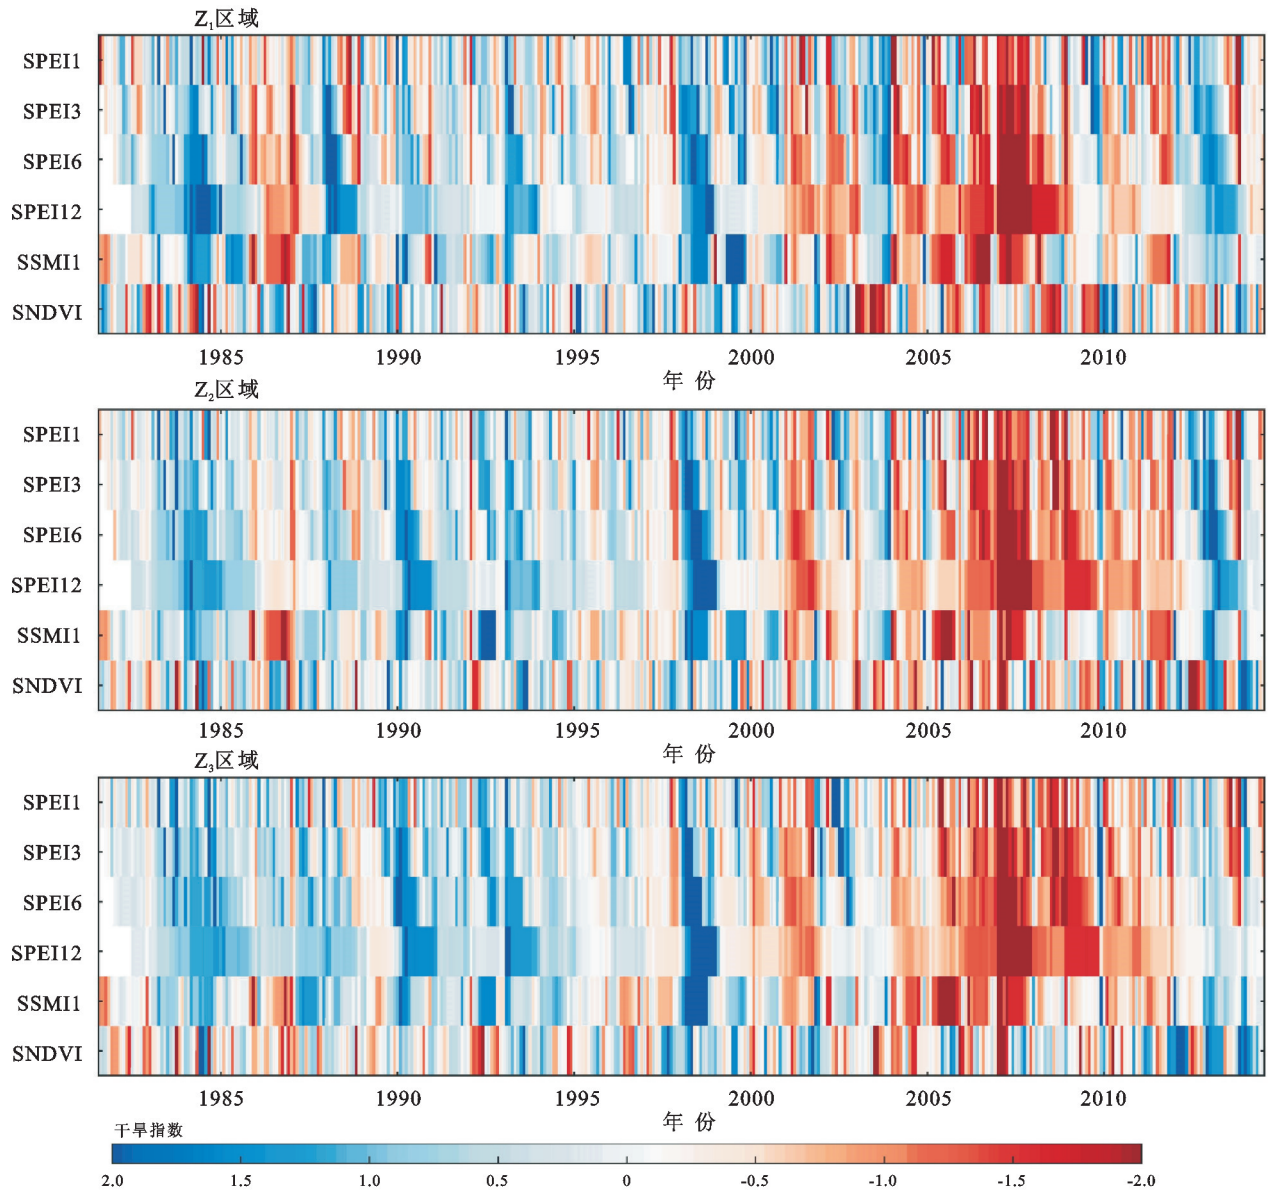 Z₁区域
SPEI1
SPEI3
SPEI6
SPEI12
SSMI1
SNDVI
1985 1990 1995 2000 2005 2010
年 份
Z₂区域
SPEI1
SPEI3
SPEI6
SPEI12
SSMI1
SNDVI
1985 1990 1995 2000 2005 2010
年 份
Z₃区域
SPEI1
SPEI3
SPEI6
SPEI12
SSMI1
SNDVI
1985 1990 1995 2000 2005 2010
年 份
干旱指数
2.0 1.5 1.0 0.5 0 -0.5 -1.0 -1.5 -2.0